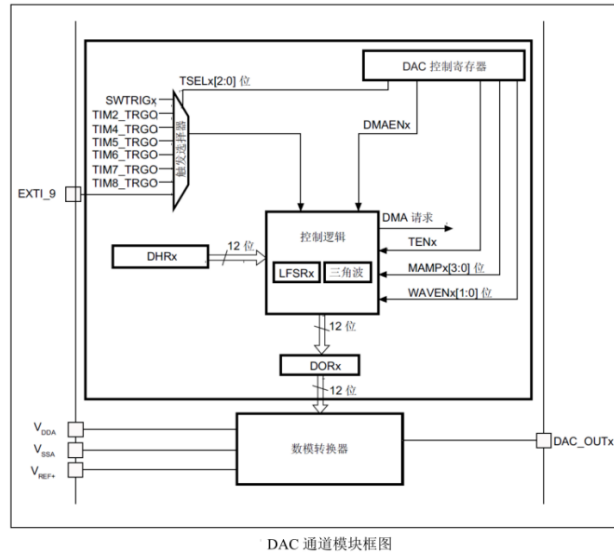 DAC 控制寄存器
TSELx[2:0] 位
SWTRIGx
TIM2_TRGO
TIM4_TRGO
TIM5_TRGO
TIM6_TRGO
TIM7_TRGO
TIM8_TRGO
触发选择器
DMAENx
EXTI_9
DMA 请求
控制逻辑
TENx
12 位
DHRx
LFSRx
三角波
MAMPx[3:0] 位
WAVENx[1:0] 位
12 位
DORx
12 位
VDDA
VSSA
VREF+
数模转换器
DAC_OUTx
DAC 通道模块框图